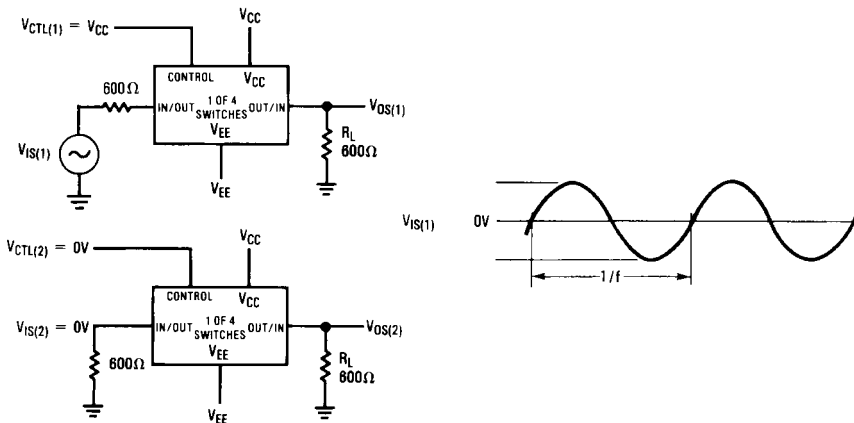 V_CTL(1) = V_CC
V_CC
CONTROL
V_CC
600Ω
IN/OUT
1 OF 4
SWITCHES
OUT/IN
V_OS(1)
V_EE
V_IS(1)
R_L
600Ω
V_EE
V_CTL(2) = 0V
V_CC
CONTROL
V_CC
V_IS(2) = 0V
IN/OUT
1 OF 4
SWITCHES
OUT/IN
V_OS(2)
V_EE
600Ω
R_L
600Ω
V_EE
V_IS(1)
0V
1/f